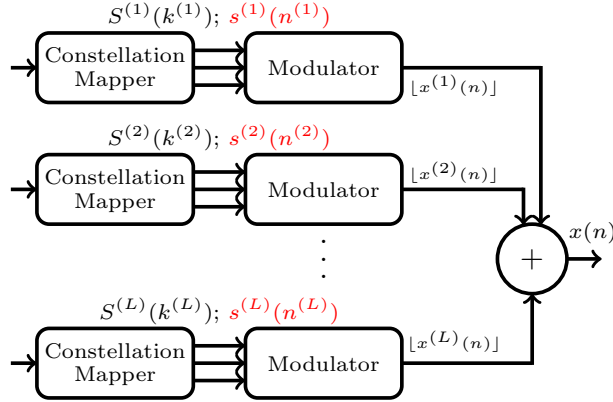 S^{(1)}(k^{(1)}); s^{(1)}(n^{(1)})
Constellation
Mapper
Modulator
⌊x^{(1)}(n)⌋
S^{(2)}(k^{(2)}); s^{(2)}(n^{(2)})
Constellation
Mapper
Modulator
⌊x^{(2)}(n)⌋
x(n)
+
⋮
S^{(L)}(k^{(L)}); s^{(L)}(n^{(L)})
Constellation
Mapper
Modulator
⌊x^{(L)}(n)⌋